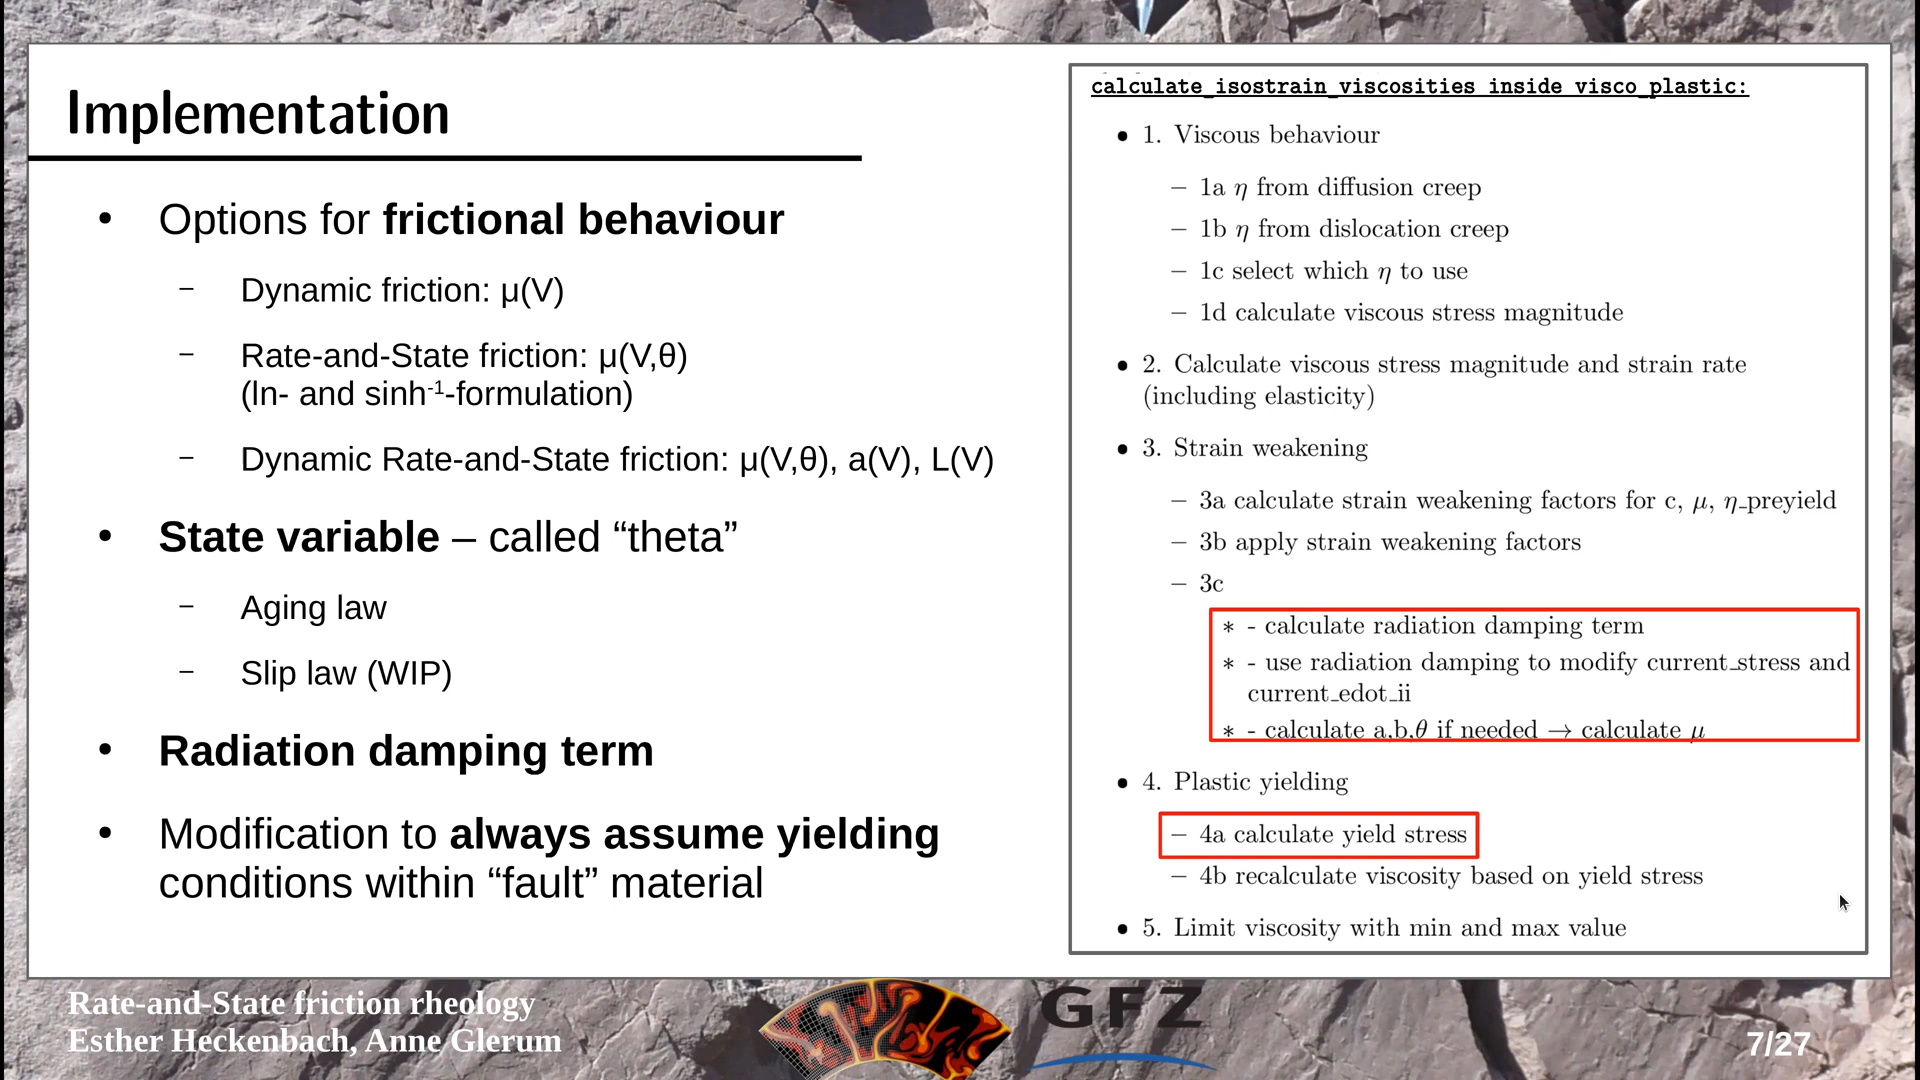 Implementation
• Options for frictional behaviour
– Dynamic friction: μ(V)
– Rate-and-State friction: μ(V,θ)
(ln- and sinh⁻¹-formulation)
– Dynamic Rate-and-State friction: μ(V,θ), a(V), L(V)
• State variable – called “theta”
– Aging law
– Slip law (WIP)
• Radiation damping term
• Modification to always assume yielding
conditions within “fault” material
calculate_isostrain_viscosities inside visco_plastic:
• 1. Viscous behaviour
– 1a η from diffusion creep
– 1b η from dislocation creep
– 1c select which η to use
– 1d calculate viscous stress magnitude
• 2. Calculate viscous stress magnitude and strain rate
(including elasticity)
• 3. Strain weakening
– 3a calculate strain weakening factors for c, μ, η_preyield
– 3b apply strain weakening factors
– 3c
∗ - calculate radiation damping term
∗ - use radiation damping to modify current_stress and
current_edot_ii
∗ - calculate a,b,θ if needed → calculate μ
• 4. Plastic yielding
– 4a calculate yield stress
– 4b recalculate viscosity based on yield stress
• 5. Limit viscosity with min and max value
Rate-and-State friction rheology
Esther Heckenbach, Anne Glerum
GFZ
7/27